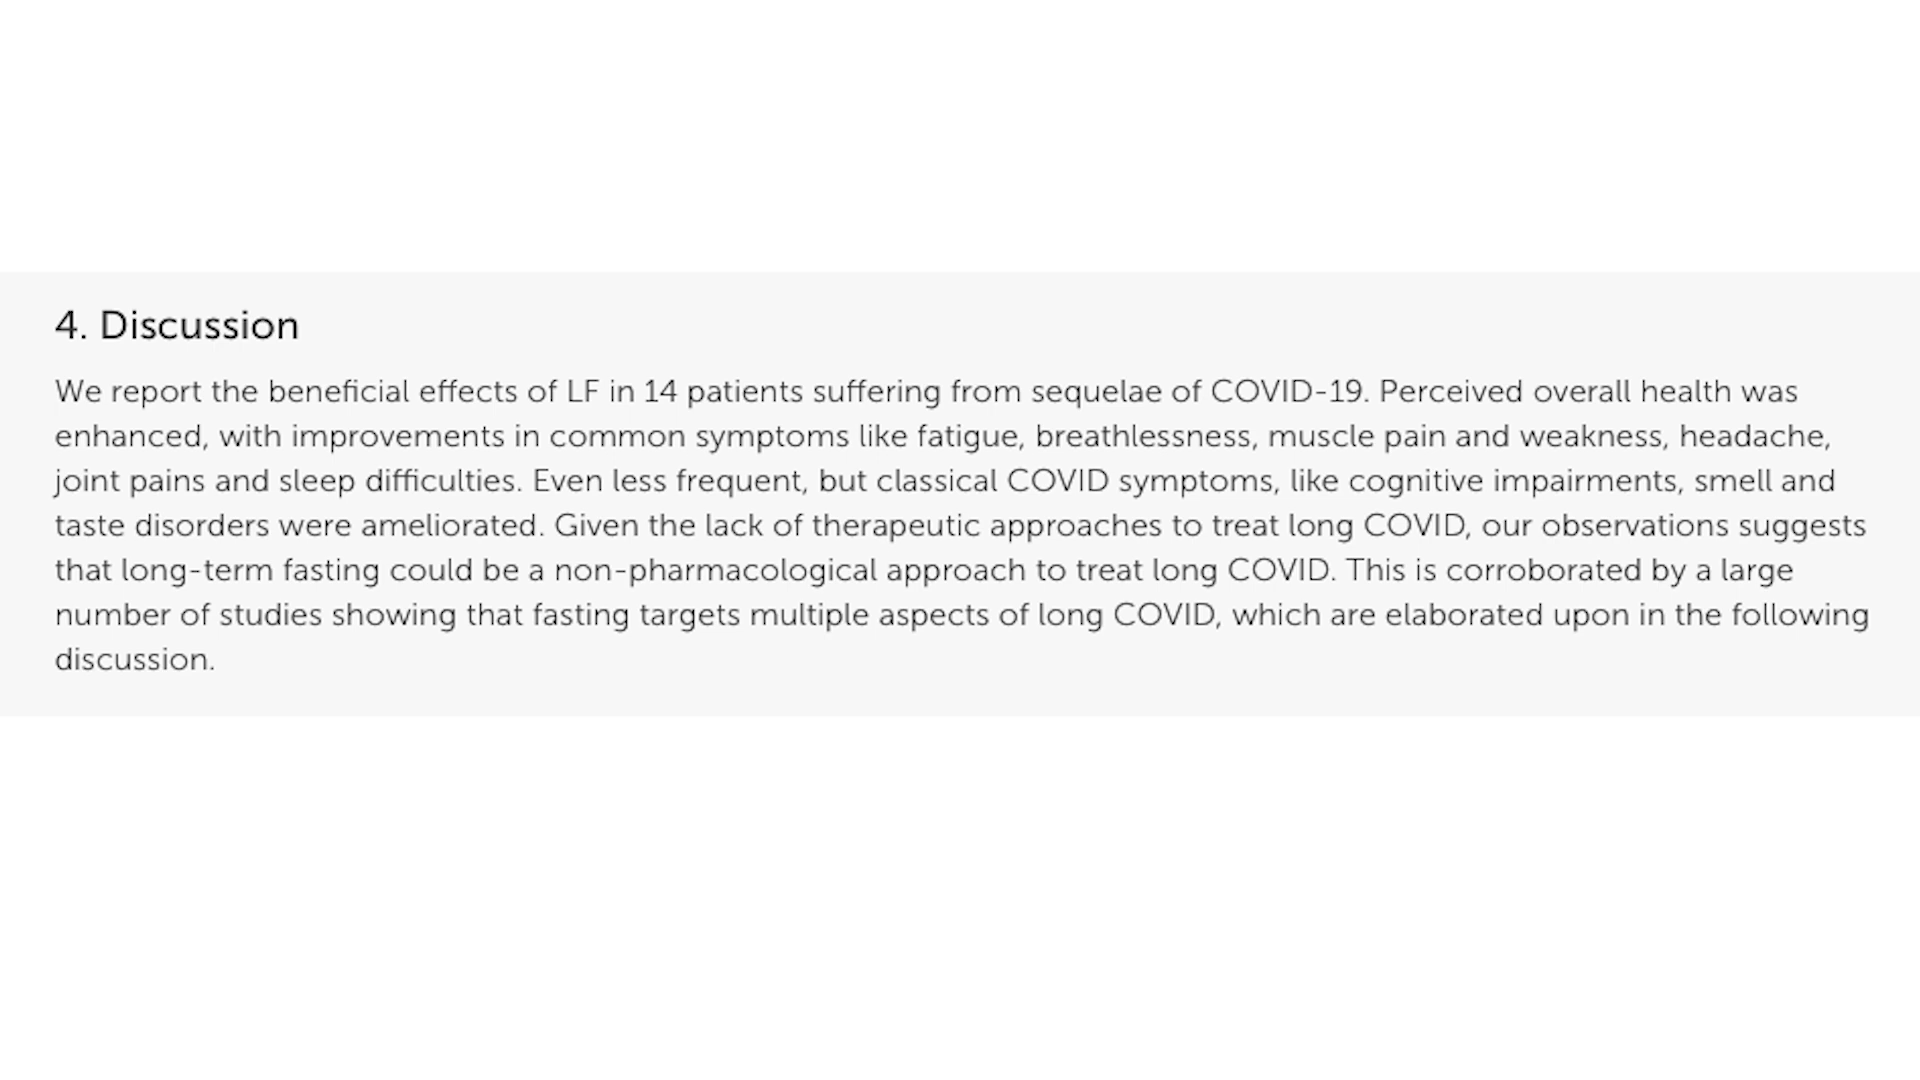 4. Discussion
We report the beneficial effects of LF in 14 patients suffering from sequelae of COVID-19. Perceived overall health was
enhanced, with improvements in common symptoms like fatigue, breathlessness, muscle pain and weakness, headache,
joint pains and sleep difficulties. Even less frequent, but classical COVID symptoms, like cognitive impairments, smell and
taste disorders were ameliorated. Given the lack of therapeutic approaches to treat long COVID, our observations suggests
that long-term fasting could be a non-pharmacological approach to treat long COVID. This is corroborated by a large
number of studies showing that fasting targets multiple aspects of long COVID, which are elaborated upon in the following
discussion.